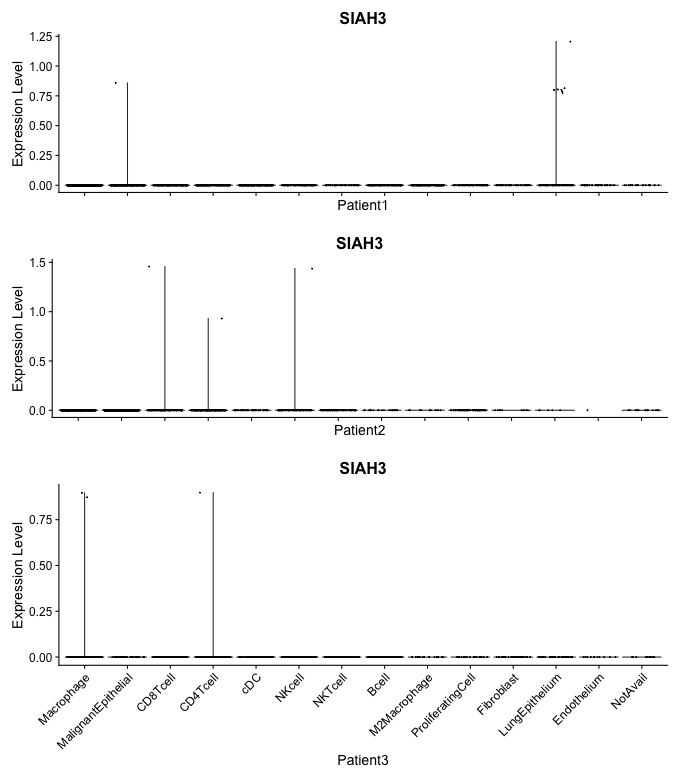 SIAH3
Expression Level
1.25
1.00
0.75
0.50
0.25
0.00
Patient1
SIAH3
Expression Level
1.5
1.0
0.5
0.0
Patient2
SIAH3
Expression Level
0.75
0.50
0.25
0.00
Macrophage
MalignantEpithelial
CD8Tcell
CD4Tcell
cDC
NKcell
NKTcell
Bcell
M2Macrophage
ProliferatingCell
Fibroblast
LungEpithelium
Endothelium
NotAvail
Patient3